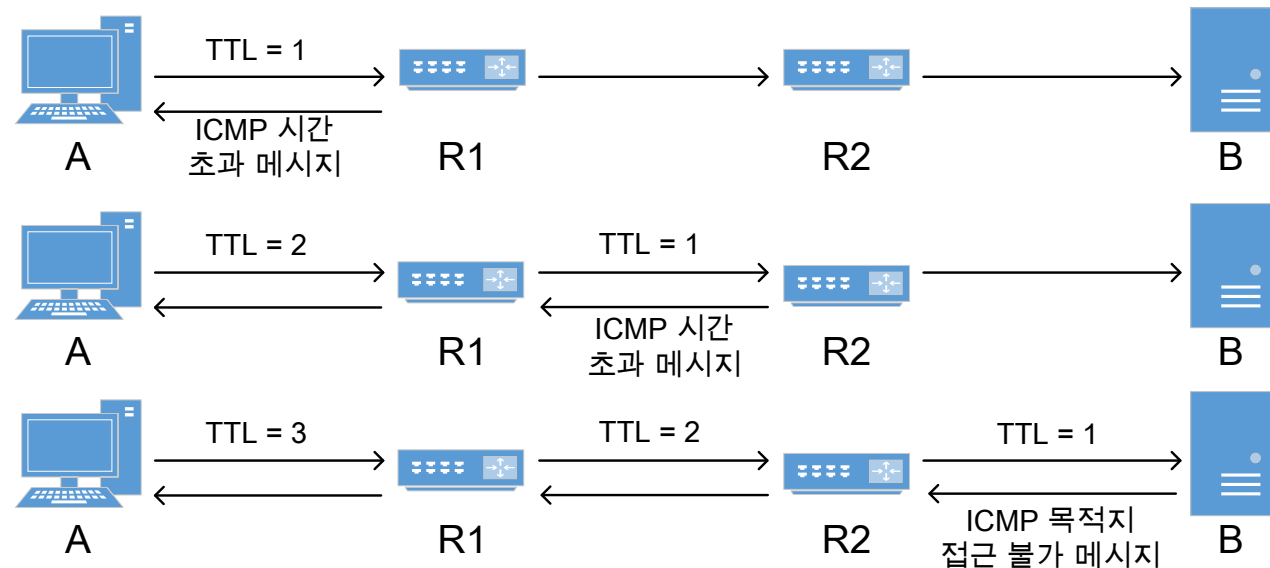 TTL = 1
ICMP 시간
초과 메시지
A
R1
R2
B
TTL = 2
TTL = 1
ICMP 시간
초과 메시지
A
R1
R2
B
TTL = 3
TTL = 2
TTL = 1
ICMP 목적지
접근 불가 메시지
A
R1
R2
B